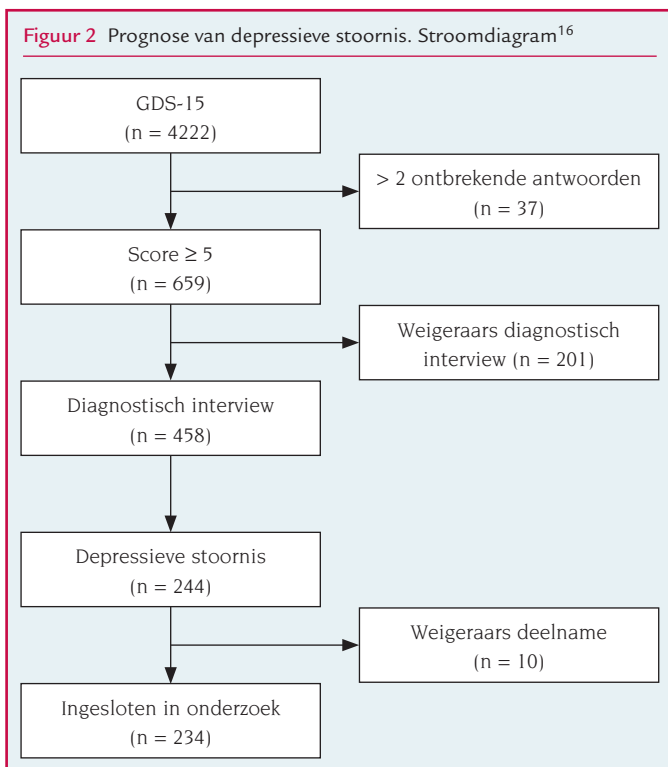 Figuur 2 Prognose van depressieve stoornis. Stroomdiagram16
GDS-15
(n = 4222)
> 2 ontbrekende antwoorden
(n = 37)
Score ≥ 5
(n = 659)
Weigeraars diagnostisch
interview (n = 201)
Diagnostisch interview
(n = 458)
Depressieve stoornis
(n = 244)
Weigeraars deelname
(n = 10)
Ingesloten in onderzoek
(n = 234)